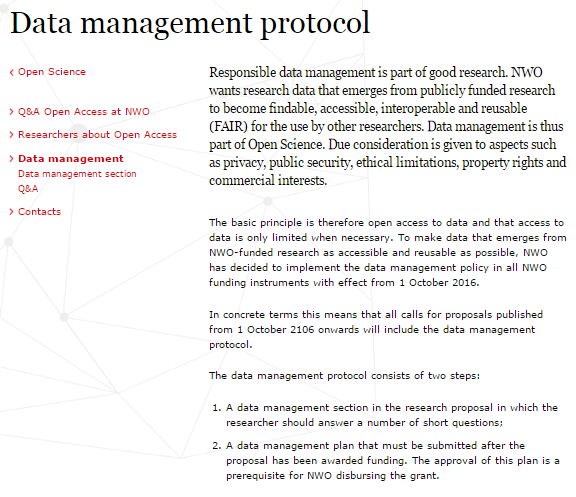 Data management protocol
Open Science
Q&A Open Access at NWO
Researchers about Open Access
Data management
Data management section
Q&A
Contacts
Responsible data management is part of good research. NWO
wants research data that emerges from publicly funded research
to become findable, accessible, interoperable and reusable
(FAIR) for the use by other researchers. Data management is thus
part of Open Science. Due consideration is given to aspects such
as privacy, public security, ethical limitations, property rights and
commercial interests.
The basic principle is therefore open access to data and that access to
data is only limited when necessary. To make data that emerges from
NWO-funded research as accessible and reusable as possible, NWO
has decided to implement the data management policy in all NWO
funding instruments with effect from 1 October 2016.
In concrete terms this means that all calls for proposals published
from 1 October 2106 onwards will include the data management
protocol.
The data management protocol consists of two steps:
1. A data management section in the research proposal in which the
researcher should answer a number of short questions;
2. A data management plan that must be submitted after the
proposal has been awarded funding. The approval of this plan is a
prerequisite for NWO disbursing the grant.